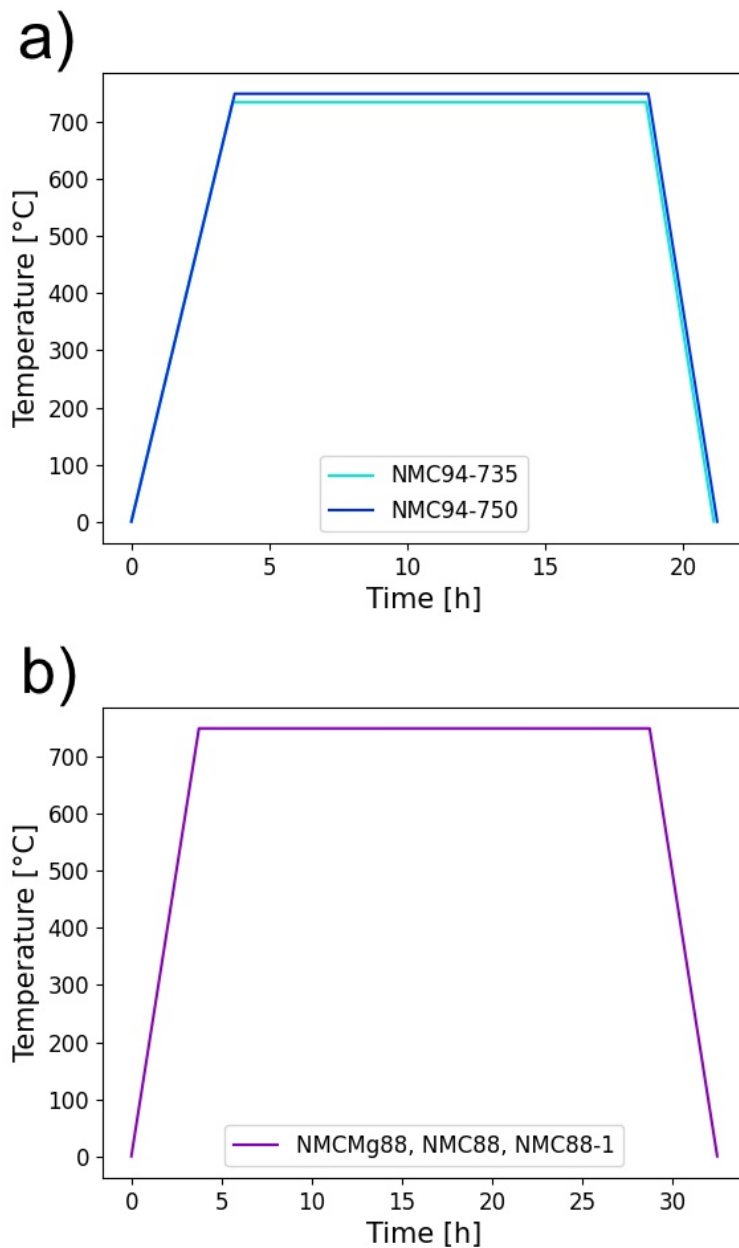 a)
Temperature [°C]
700
600
500
400
300
200
100
0
NMC94-735
NMC94-750
0 5 10 15 20
Time [h]
b)
Temperature [°C]
700
600
500
400
300
200
100
0
NMCMg88, NMC88, NMC88-1
0 5 10 15 20 25 30
Time [h]